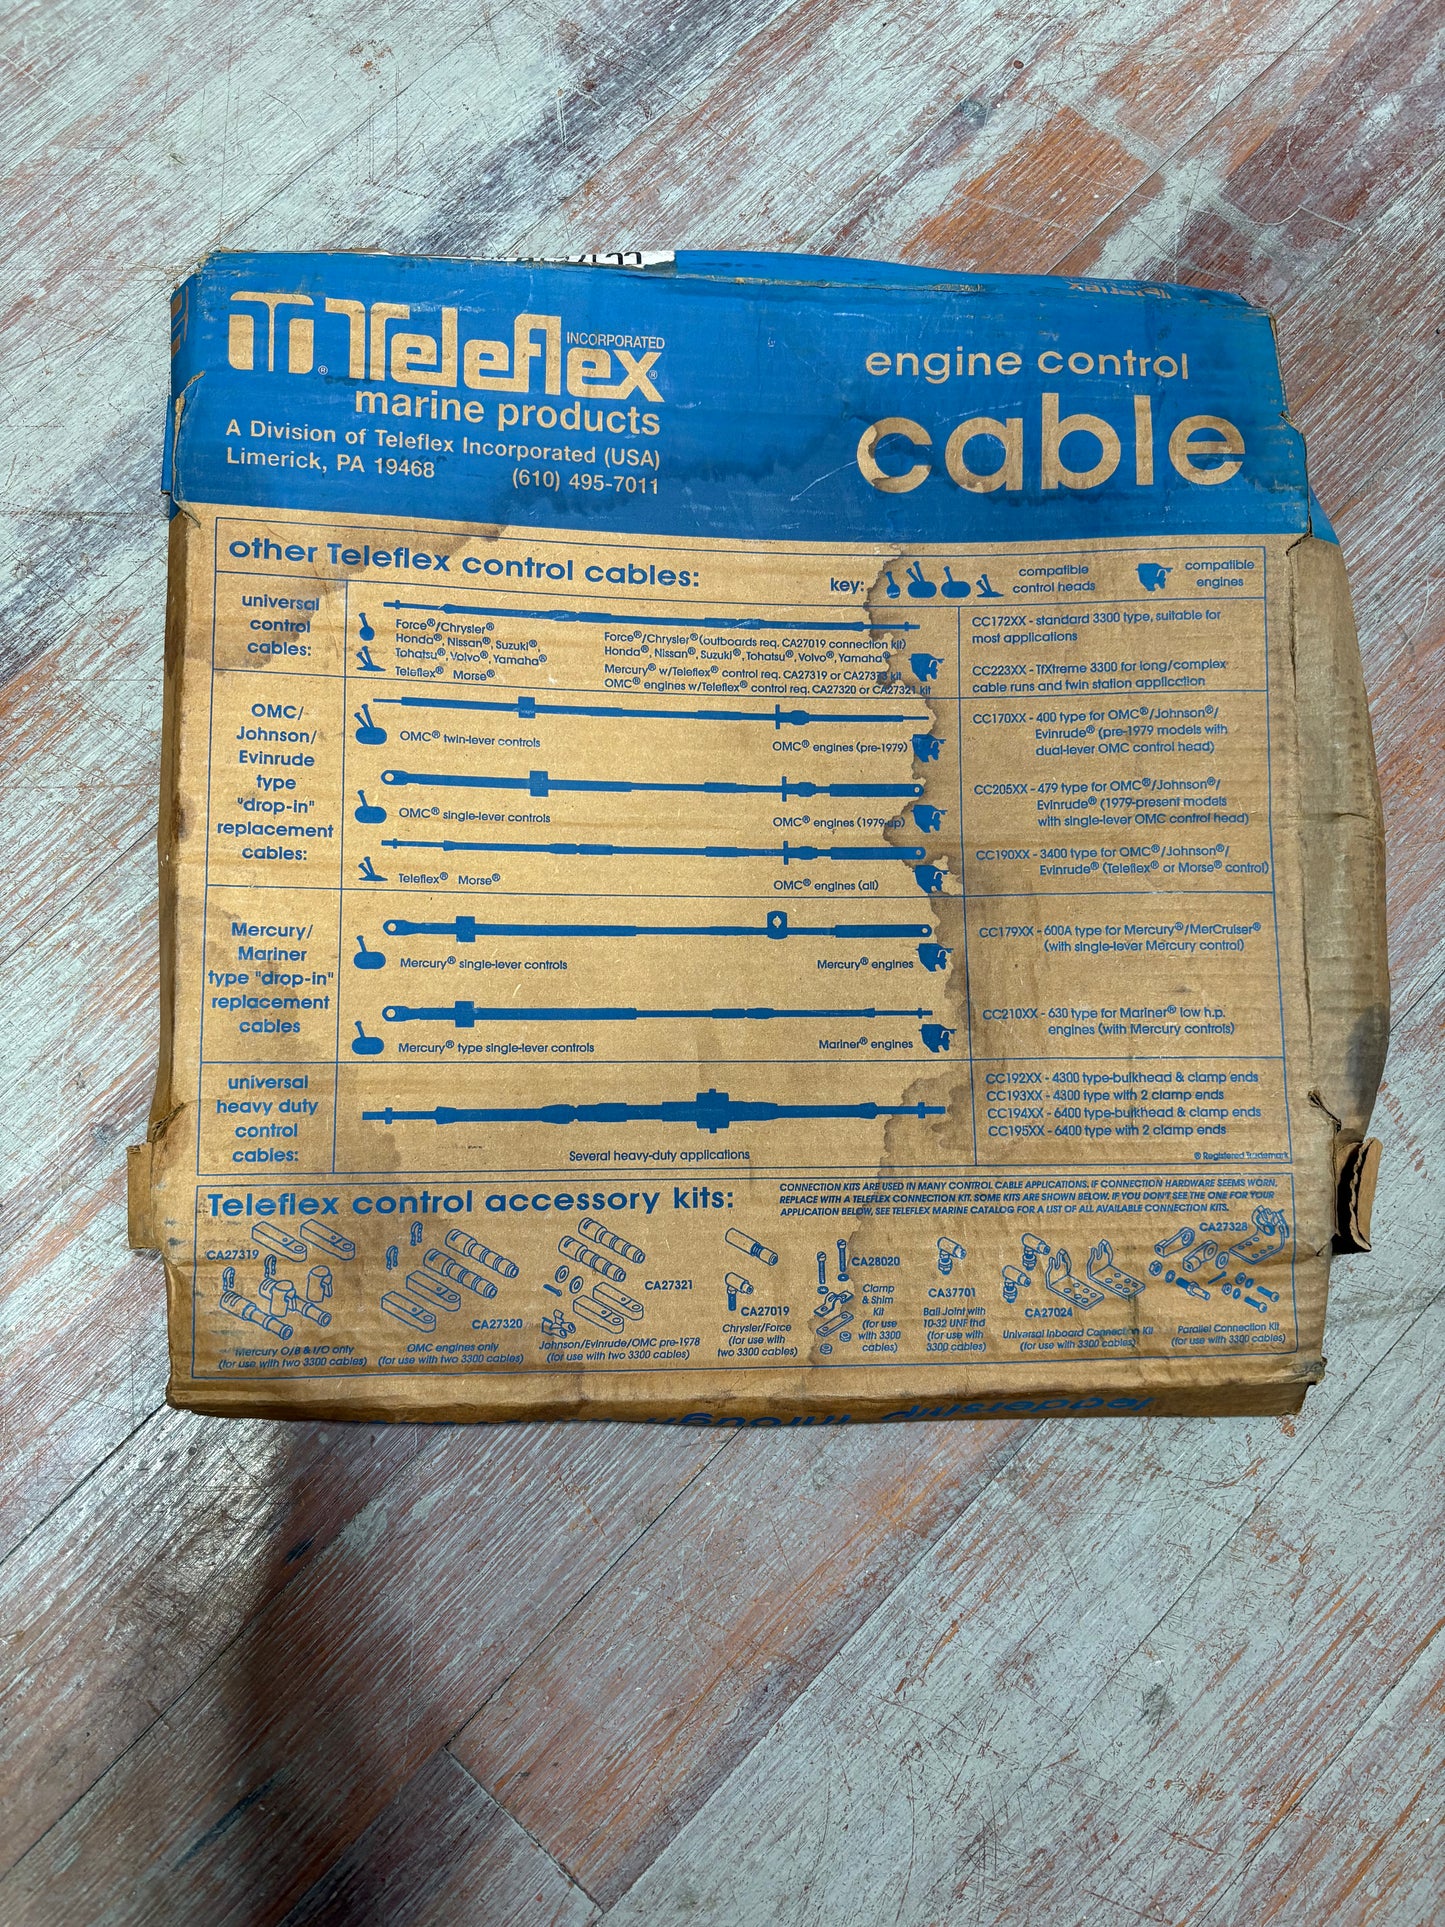 Teleflex®
INCORPORATED
marine products
A Division of Teleflex Incorporated (USA)
Limerick, PA 19468 (610) 495-7011
engine control
cable
other Teleflex control cables:
key:
compatible
control heads
compatible
engines
universal
control
cables:
Force®/Chrysler®
Honda®, Nissan®, Suzuki®,
Tohatsu®, Volvo®, Yamaha®
Teleflex® Morse®
Force®/Chrysler® (outboards req. CA27019 connection kit)
Honda®, Nissan®, Suzuki®, Tohatsu®, Volvo®, Yamaha®
Mercury® w/Teleflex® control req. CA27319 or kit
OMC® engines w/Teleflex® control req. CA27320 or CA27321 kit
CC172XX - standard 3300 type, suitable for
most applications
CC223XX - TfXtreme 3300 for long/complex
cable runs and twin station application
OMC/
Johnson/
Evinrude
type
"drop-in"
replacement
cables:
OMC® twin-lever controls
OMC® engines (pre-1979)
CC170XX - 400 type for OMC®/Johnson®/
Evinrude® (pre-1979 models with
dual-lever OMC control head)
OMC® single-lever controls
OMC® engines (1979-up)
CC205XX - 479 type for OMC®/Johnson®/
Evinrude® (1979-present models
with single-lever OMC control head)
Teleflex® Morse®
OMC® engines (all)
CC190XX - 3400 type for OMC®/Johnson®/
Evinrude® (Teleflex® or Morse® control)
Mercury/
Mariner
type "drop-in"
replacement
cables
Mercury® single-lever controls
Mercury® engines
CC179XX - 600A type for Mercury®/MerCruiser®
(with single-lever Mercury control)
Mercury® type single-lever controls
Mariner® engines
CC210XX - 630 type for Mariner® low h.p.
engines (with Mercury controls)
universal
heavy duty
control
cables:
Several heavy-duty applications
CC192XX - 4300 type-bulkhead & clamp ends
CC193XX - 4300 type with 2 clamp ends
CC194XX - 6400 type-bulkhead & clamp ends
CC195XX - 6400 type with 2 clamp ends
® Registered Trademark
Teleflex control accessory kits:
CONNECTION KITS ARE USED IN MANY CONTROL CABLE APPLICATIONS. IF CONNECTION HARDWARE SEEMS WORN,
REPLACE WITH A TELEFLEX CONNECTION KIT. SOME KITS ARE SHOWN BELOW. IF YOU DON'T SEE THE ONE FOR YOUR
APPLICATION BELOW, SEE TELEFLEX MARINE CATALOG FOR A LIST OF ALL AVAILABLE CONNECTION KITS.
CA27319
Mercury O/B & I/O only
(for use with two 3300 cables)
CA27320
OMC engines only
(for use with two 3300 cables)
CA27321
Johnson/Evinrude/OMC pre-1978
(for use with two 3300 cables)
CA27019
Chrysler/Force
(for use with
two 3300 cables)
CA28020
Clamp
& Shim
Kit
(for use
with 3300
cables)
CA37701
Ball Joint with
10-32 UNF thd
(for use with
3300 cables)
CA27024
Universal Inboard Connection Kit
(for use with 3300 cables)
CA27328
Parallel Connection Kit
(for use with 3300 cables)
leadership through
Teleflex